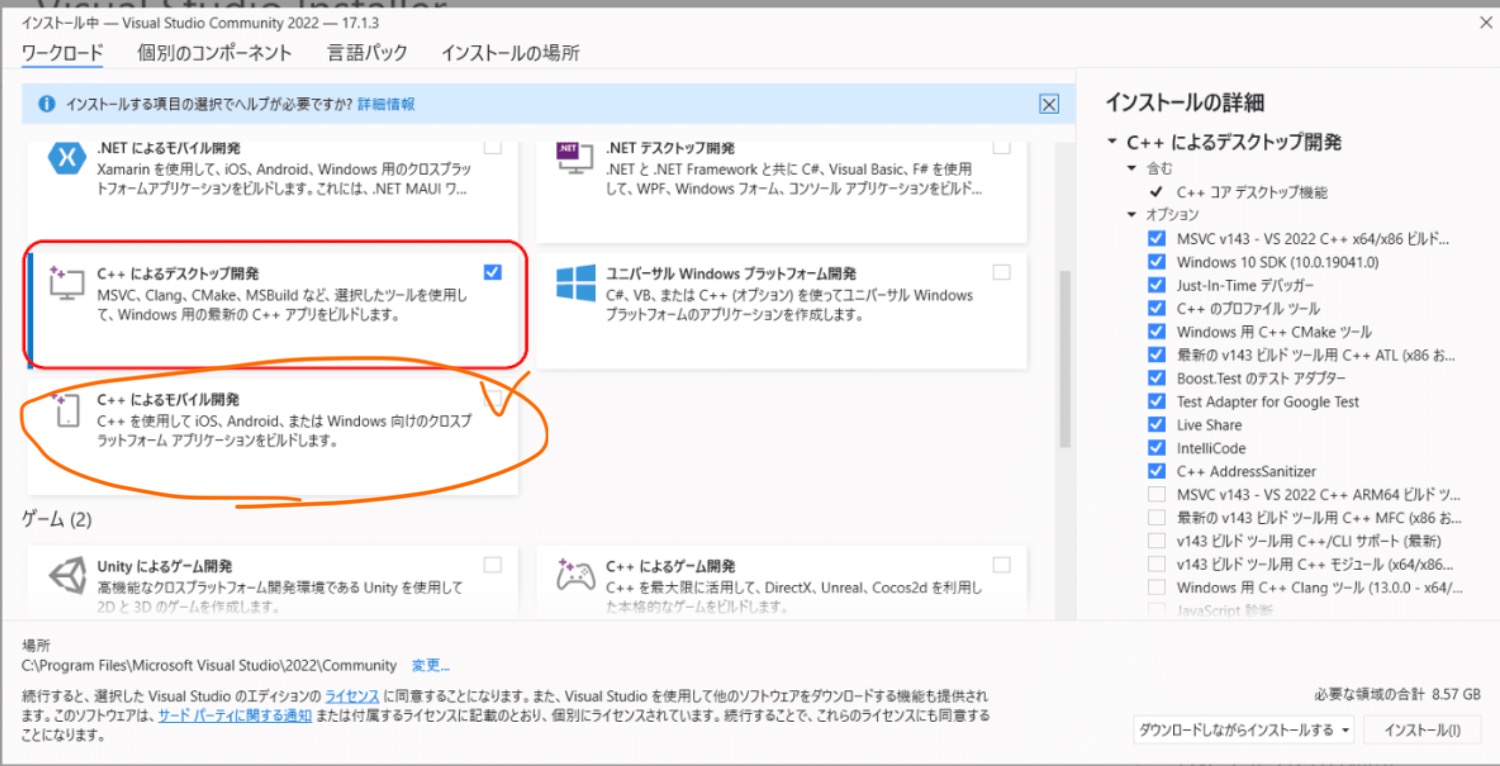 Visual Studio Installer
インストール中 — Visual Studio Community 2022 — 17.1.3
ワークロード 個別のコンポーネント 言語パック インストールの場所
インストールする項目の選択でヘルプが必要ですか? 詳細情報
.NET によるモバイル開発
Xamarin を使用して、iOS、Android、Windows 用のクロスプラッ
トフォームアプリケーションをビルドします。これには、.NET MAUI ワ...
.NET デスクトップ開発
.NET と .NET Framework と共に C#、Visual Basic、F# を使用
して、WPF、Windows フォーム、コンソール アプリケーションをビルド...
C++ によるデスクトップ開発
MSVC、Clang、CMake、MSBuild など、選択したツールを使用し
て、Windows 用の最新の C++ アプリをビルドします。
ユニバーサル Windows プラットフォーム開発
C#、VB、または C++ (オプション) を使ってユニバーサル Windows
プラットフォームのアプリケーションを作成します。
C++ によるモバイル開発
C++ を使用して iOS、Android、または Windows 向けのクロスプ
ラットフォーム アプリケーションをビルドします。
ゲーム (2)
Unity によるゲーム開発
高機能なクロスプラットフォーム開発環境である Unity を使用して
2D と 3D のゲームを作成します。
C++ によるゲーム開発
C++ を最大限に活用して、DirectX、Unreal、Cocos2d を利用し
た本格的なゲームをビルドします。
インストールの詳細
C++ によるデスクトップ開発
含む
C++ コア デスクトップ機能
オプション
MSVC v143 - VS 2022 C++ x64/x86 ビルド...
Windows 10 SDK (10.0.19041.0)
Just-In-Time デバッガー
C++ のプロファイル ツール
Windows 用 C++ CMake ツール
最新の v143 ビルド ツール用 C++ ATL (x86 お...
Boost.Test のテスト アダプター
Test Adapter for Google Test
Live Share
IntelliCode
C++ AddressSanitizer
MSVC v143 - VS 2022 C++ ARM64 ビルド ツ...
最新の v143 ビルド ツール用 C++ MFC (x86 お...
v143 ビルド ツール用 C++/CLI サポート (最新)
v143 ビルド ツール用 C++ モジュール (x64/x86...
Windows 用 C++ Clang ツール (13.0.0 - x64/...
JavaScript 診断
場所
C:\Program Files\Microsoft Visual Studio\2022\Community 変更...
続行すると、選択した Visual Studio のエディションの ライセンス に同意することになります。また、Visual Studio を使用して他のソフトウェアをダウンロードする機能も提供され
ます。このソフトウェアは、サード パーティに関する通知 または付属するライセンスに記載のとおり、個別にライセンスされています。続行することで、これらのライセンスにも同意する
ことになります。
必要な領域の合計 8.57 GB
ダウンロードしながらインストールする インストール(I)